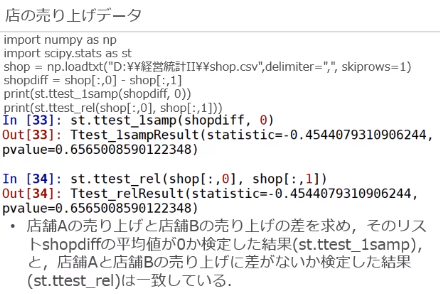 店の売り上げデータ
import numpy as np
import scipy.stats as st
shop = np.loadtxt("D:¥¥経営統計II¥¥shop.csv",delimiter=",", skiprows=1)
shopdiff = shop[:,0] - shop[:,1]
print(st.ttest_1samp(shopdiff, 0))
print(st.ttest_rel(shop[:,0], shop[:,1]))
In [33]: st.ttest_1samp(shopdiff, 0)
Out[33]: Ttest_1sampResult(statistic=-0.4544079310906244,
pvalue=0.6565008590122348)
In [34]: st.ttest_rel(shop[:,0], shop[:,1])
Out[34]: Ttest_relResult(statistic=-0.4544079310906244,
pvalue=0.6565008590122348)
• 店舗Aの売り上げと店舗Bの売り上げの差を求め，そのリ
ストshopdiffの平均値が0か検定した結果(st.ttest_1samp)，
と，店舗Aと店舗Bの売り上げに差がないか検定した結果
(st.ttest_rel)は一致している．